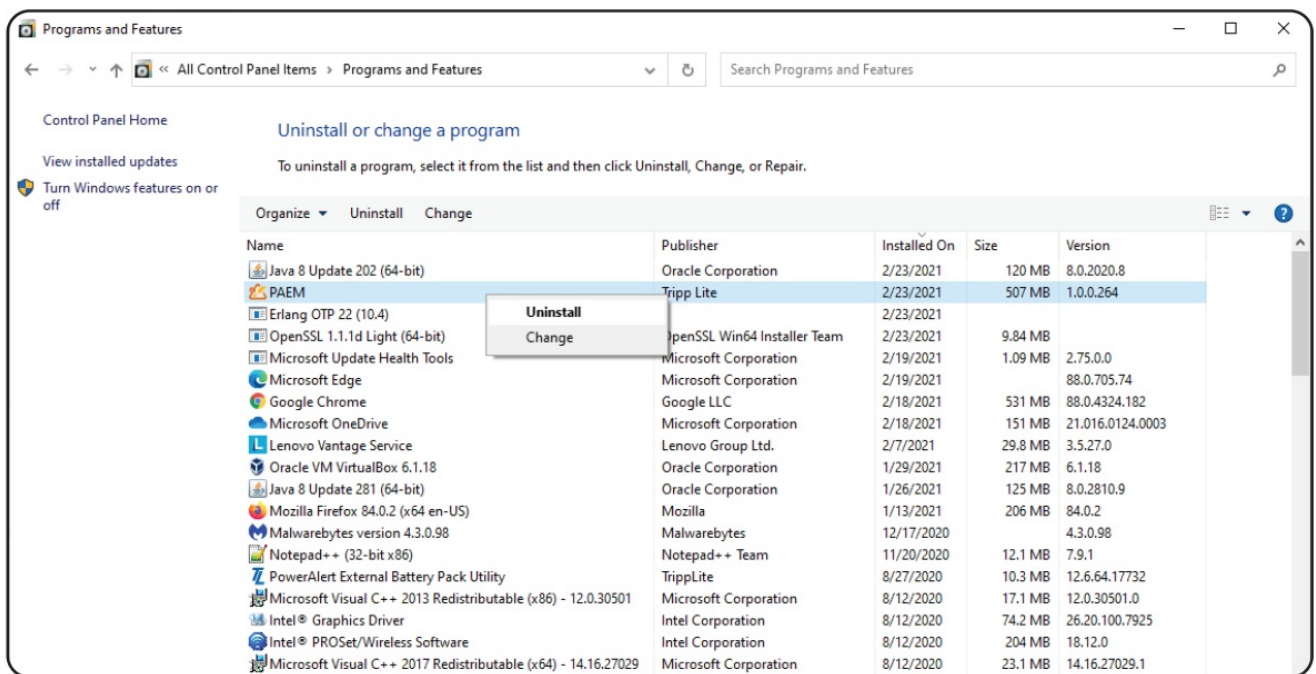 Programs and Features
« All Control Panel Items > Programs and Features
Search Programs and Features
Control Panel Home
View installed updates
Turn Windows features on or
off
Uninstall or change a program
To uninstall a program, select it from the list and then click Uninstall, Change, or Repair.
Organize Uninstall Change
Name Publisher Installed On Size Version
Java 8 Update 202 (64-bit) Oracle Corporation 2/23/2021 120 MB 8.0.2020.8
PAEM Tripp Lite 2/23/2021 507 MB 1.0.0.264
Uninstall
Change
Erlang OTP 22 (10.4) 2/23/2021
OpenSSL 1.1.1d Light (64-bit) OpenSSL Win64 Installer Team 2/23/2021 9.84 MB
Microsoft Update Health Tools Microsoft Corporation 2/19/2021 1.09 MB 2.75.0.0
Microsoft Edge Microsoft Corporation 2/19/2021 88.0.705.74
Google Chrome Google LLC 2/18/2021 531 MB 88.0.4324.182
Microsoft OneDrive Microsoft Corporation 2/18/2021 151 MB 21.016.0124.0003
Lenovo Vantage Service Lenovo Group Ltd. 2/7/2021 29.8 MB 3.5.27.0
Oracle VM VirtualBox 6.1.18 Oracle Corporation 1/29/2021 217 MB 6.1.18
Java 8 Update 281 (64-bit) Oracle Corporation 1/26/2021 125 MB 8.0.2810.9
Mozilla Firefox 84.0.2 (x64 en-US) Mozilla 1/13/2021 206 MB 84.0.2
Malwarebytes version 4.3.0.98 Malwarebytes 12/17/2020 4.3.0.98
Notepad++ (32-bit x86) Notepad++ Team 11/20/2020 12.1 MB 7.9.1
PowerAlert External Battery Pack Utility TrippLite 8/27/2020 10.3 MB 12.6.64.17732
Microsoft Visual C++ 2013 Redistributable (x86) - 12.0.30501 Microsoft Corporation 8/12/2020 17.1 MB 12.0.30501.0
Intel® Graphics Driver Intel Corporation 8/12/2020 74.2 MB 26.20.100.7925
Intel® PROSet/Wireless Software Intel Corporation 8/12/2020 204 MB 18.12.0
Microsoft Visual C++ 2017 Redistributable (x64) - 14.16.27029 Microsoft Corporation 8/12/2020 23.1 MB 14.16.27029.1